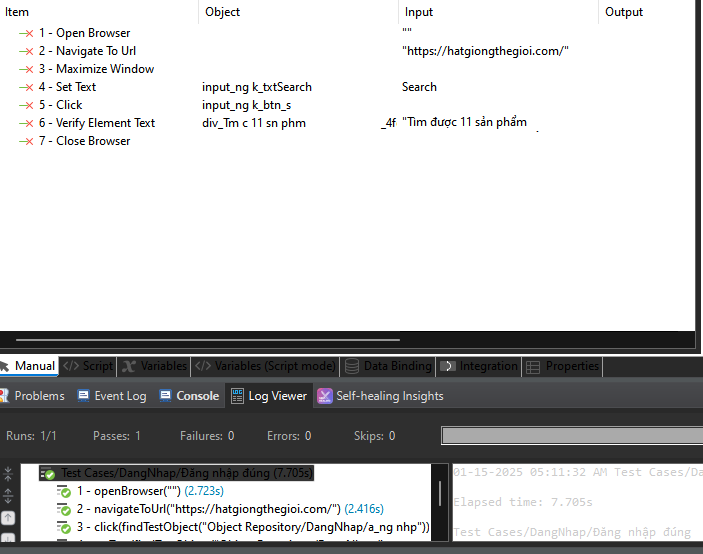 Item Object Input Output
1 - Open Browser ""
2 - Navigate To Url "https://hatgiongthegioi.com/"
3 - Maximize Window
4 - Set Text input_ng k_txtSearch Search
5 - Click input_ng k_btn_s
6 - Verify Element Text div_Tm c 11 sn phm _4f "Tìm được 11 sản phẩm
7 - Close Browser
Manual </> Script Variables </> Variables (Script mode) Data Binding Integration Properties
Problems Event Log Console Log Viewer Self-healing Insights
Runs: 1/1 Passes: 1 Failures: 0 Errors: 0 Skips: 0
Test Cases/DangNhap/Đăng nhập đúng (7.705s)
1 - openBrowser("") (2.723s)
2 - navigateToUrl("https://hatgiongthegioi.com/") (2.416s)
3 - click(findTestObject("Object Repository/DangNhap/a_ng nhp"))
01-15-2025 05:11:32 AM Test Cases/Da
Elapsed time: 7.705s
Test Cases/DangNhap/Đăng nhập đúng